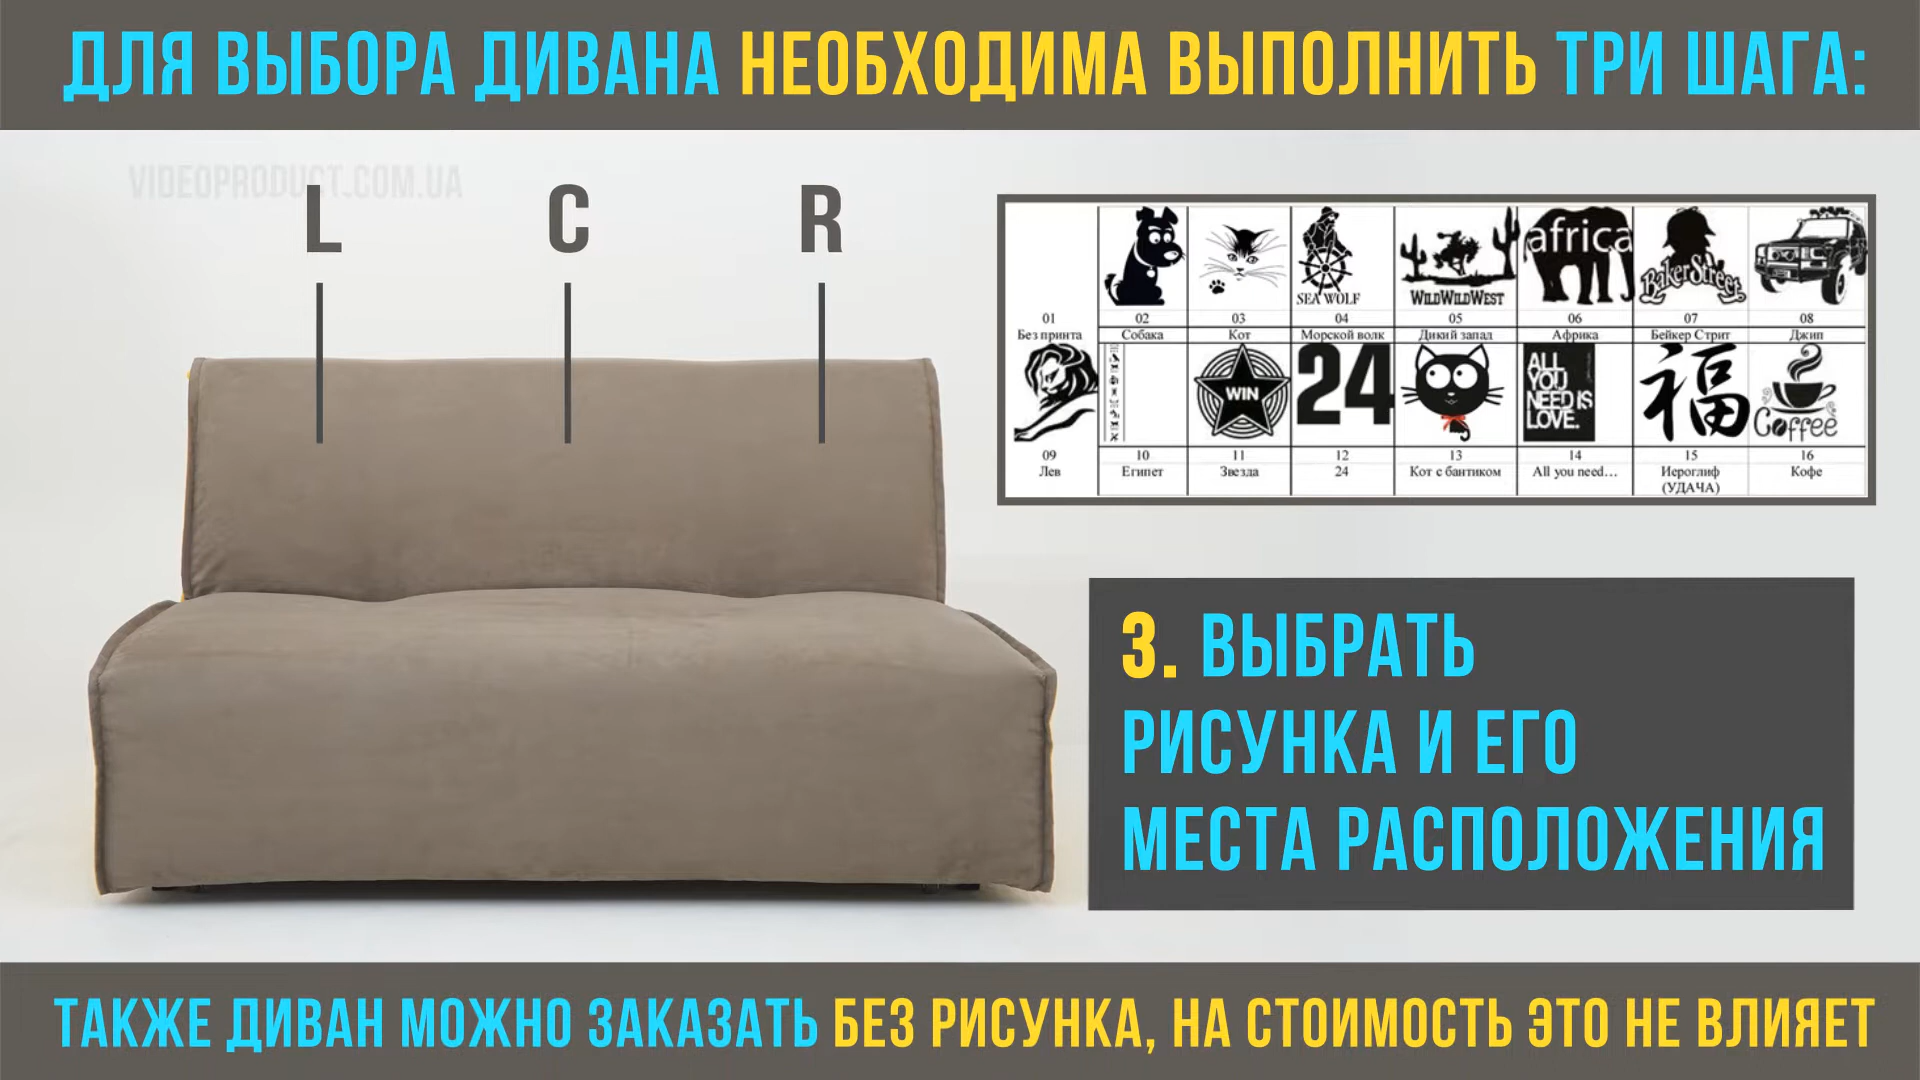 ДЛЯ ВЫБОРА ДИВАНА НЕОБХОДИМА ВЫПОЛНИТЬ ТРИ ШАГА:
VIDEOPRODUCT.COM.UA
L C R
africa
SEA WOLF
WILDWILDWEST
BakerStreet
01 02 03 04 05 06 07 08
Без принта Собака Кот Морской волк Дикий запад Африка Бейкер Стрит Джип
WIN
24
ALL
YOU
NEED IS
LOVE.
福
Coffee
09 10 11 12 13 14 15 16
Лев Египет Звезда 24 Кот с бантиком All you need... Иероглиф Кофе
(УДАЧА)
3. ВЫБРАТЬ
РИСУНКА И ЕГО
МЕСТА РАСПОЛОЖЕНИЯ
ТАКЖЕ ДИВАН МОЖНО ЗАКАЗАТЬ БЕЗ РИСУНКА, НА СТОИМОСТЬ ЭТО НЕ ВЛИЯЕТ